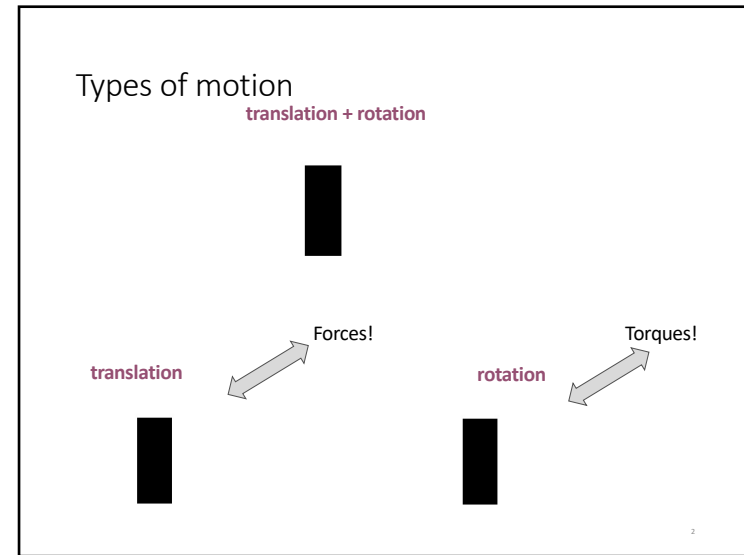 Types of motion
translation + rotation
Forces!
Torques!
translation
rotation
2